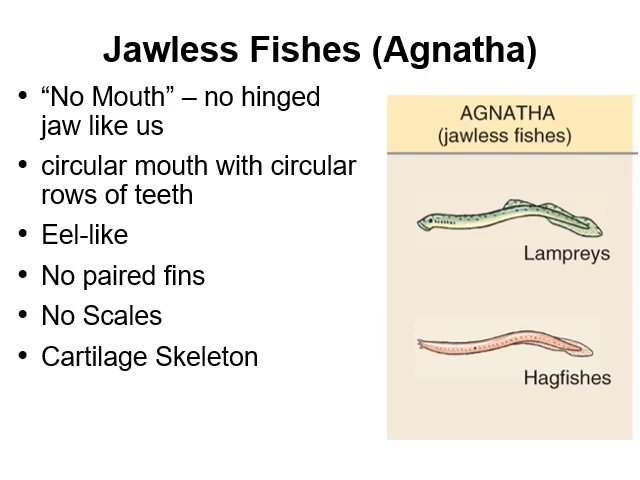 Jawless Fishes (Agnatha)
• “No Mouth” – no hinged
jaw like us
• circular mouth with circular
rows of teeth
• Eel-like
• No paired fins
• No Scales
• Cartilage Skeleton
AGNATHA
(jawless fishes)
Lampreys
Hagfishes